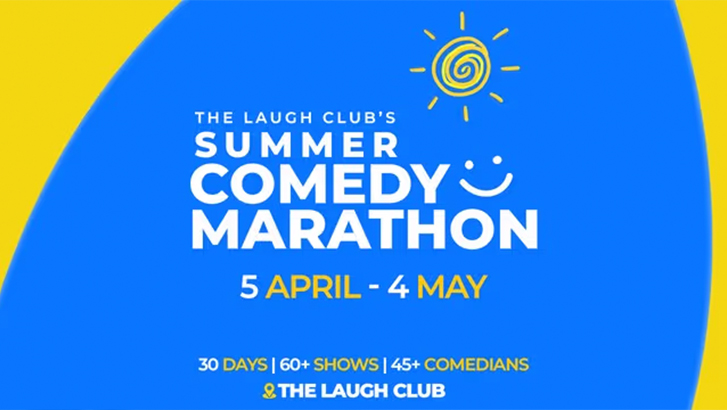 THE LAUGH CLUB'S
SUMMER
COMEDY
MARATHON
5 APRIL - 4 MAY
30 DAYS | 60+ SHOWS | 45+ COMEDIANS
THE LAUGH CLUB